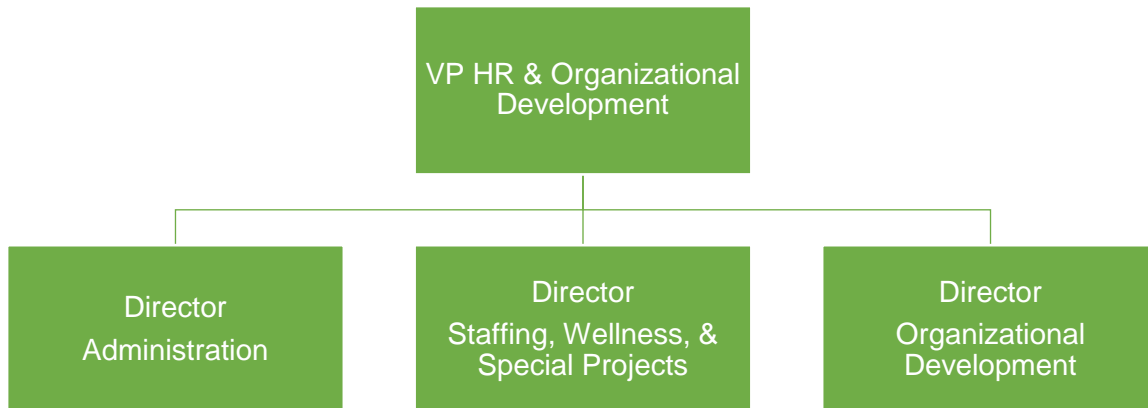 VP HR & Organizational
Development
Director
Administration
Director
Staffing, Wellness, &
Special Projects
Director
Organizational
Development